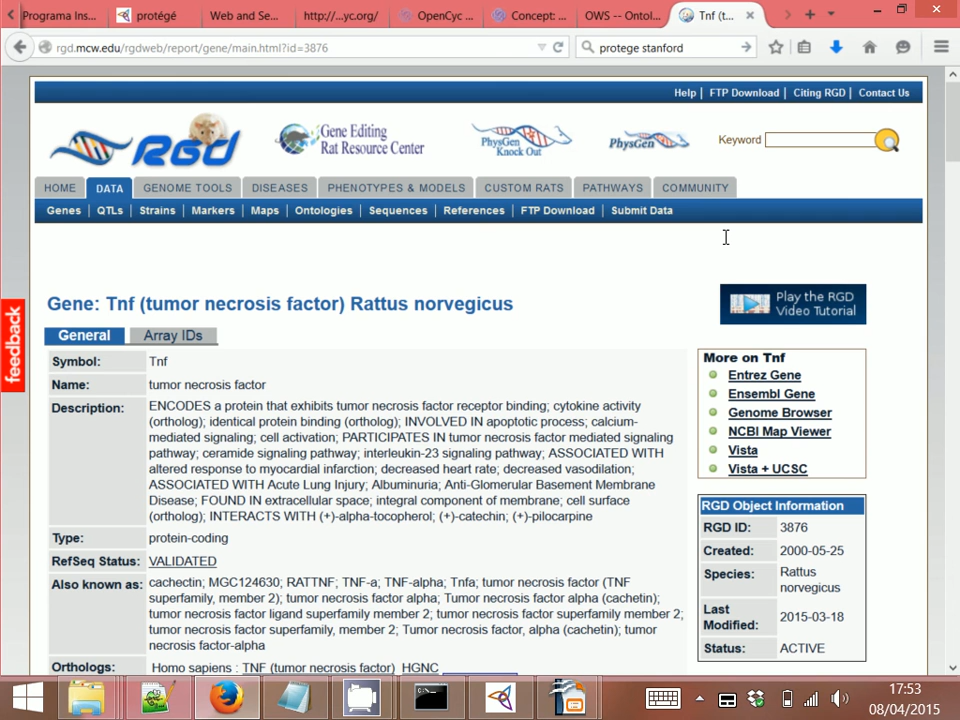 Programa Ins...
protégé
Web and Se...
http://...yc.org/
OpenCyc ...
Concept: ...
OWS -- Ontol...
Tnf (t...
rgd.mcw.edu/rgdweb/report/gene/main.html?id=3876
protege stanford
Help | FTP Download | Citing RGD | Contact Us
RGD
Gene Editing
Rat Resource Center
PhysGen
Knock Out
PhysGen
Keyword
HOME
DATA
GENOME TOOLS
DISEASES
PHENOTYPES & MODELS
CUSTOM RATS
PATHWAYS
COMMUNITY
Genes | QTLs | Strains | Markers | Maps | Ontologies | Sequences | References | FTP Download | Submit Data
feedback
Gene: Tnf (tumor necrosis factor) Rattus norvegicus
Play the RGD
Video Tutorial
General
Array IDs
Symbol: Tnf
Name: tumor necrosis factor
Description: ENCODES a protein that exhibits tumor necrosis factor receptor binding; cytokine activity
(ortholog); identical protein binding (ortholog); INVOLVED IN apoptotic process; calcium-
mediated signaling; cell activation; PARTICIPATES IN tumor necrosis factor mediated signaling
pathway; ceramide signaling pathway; interleukin-23 signaling pathway; ASSOCIATED WITH
altered response to myocardial infarction; decreased heart rate; decreased vasodilation;
ASSOCIATED WITH Acute Lung Injury; Albuminuria; Anti-Glomerular Basement Membrane
Disease; FOUND IN extracellular space; integral component of membrane; cell surface
(ortholog); INTERACTS WITH (+)-alpha-tocopherol; (+)-catechin; (+)-pilocarpine
Type: protein-coding
RefSeq Status: VALIDATED
Also known as: cachectin; MGC124630; RATTNF; TNF-a; TNF-alpha; Tnfa; tumor necrosis factor (TNF
superfamily, member 2); tumor necrosis factor alpha; Tumor necrosis factor alpha (cachetin);
tumor necrosis factor ligand superfamily member 2; tumor necrosis factor superfamily member 2;
tumor necrosis factor superfamily, member 2; Tumor necrosis factor, alpha (cachetin); tumor
necrosis factor-alpha
Orthologs: Homo sapiens : TNF (tumor necrosis factor) HGNC
More on Tnf
Entrez Gene
Ensembl Gene
Genome Browser
NCBI Map Viewer
Vista
Vista + UCSC
RGD Object Information
RGD ID: 3876
Created: 2000-05-25
Species: Rattus
norvegicus
Last
Modified: 2015-03-18
Status: ACTIVE
17:53
08/04/2015